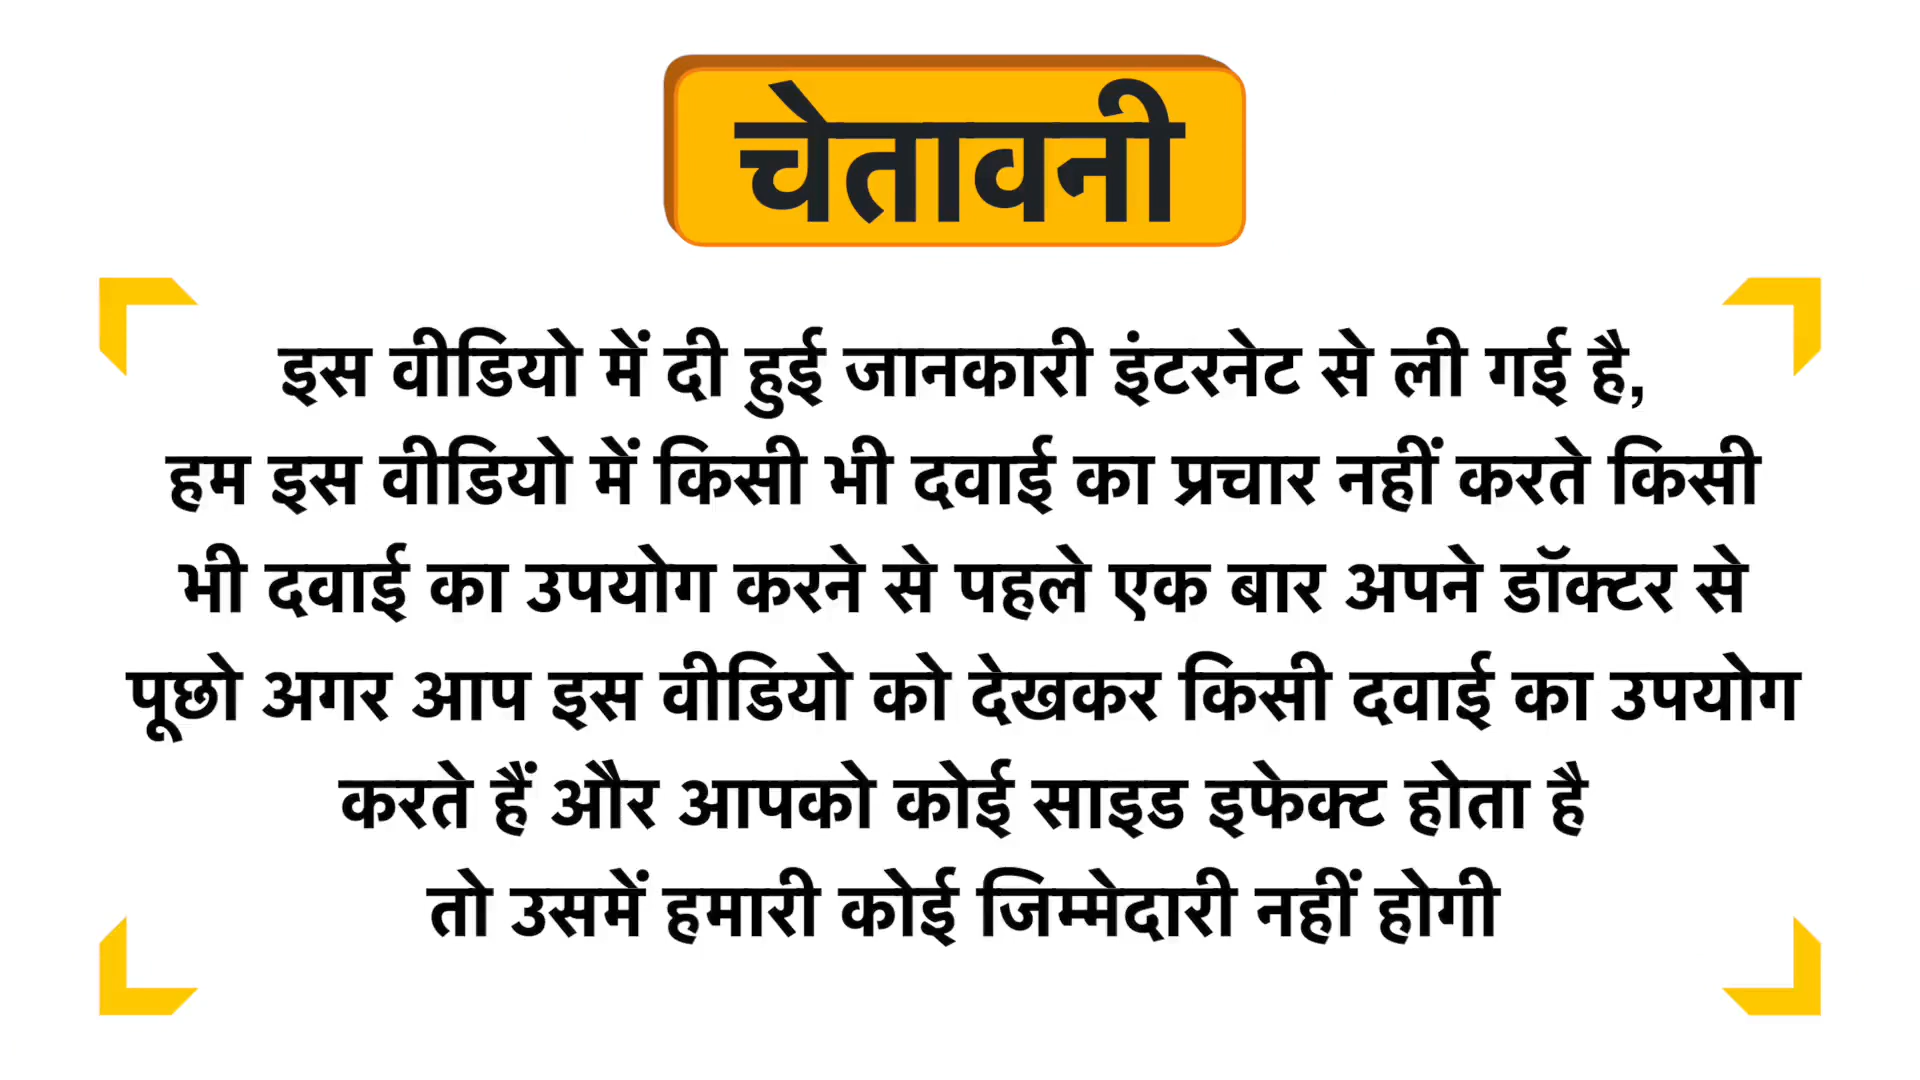 चेतावनी
इस वीडियो में दी हुई जानकारी इंटरनेट से ली गई है,
हम इस वीडियो में किसी भी दवाई का प्रचार नहीं करते किसी
भी दवाई का उपयोग करने से पहले एक बार अपने डॉक्टर से
पूछो अगर आप इस वीडियो को देखकर किसी दवाई का उपयोग
करते हैं और आपको कोई साइड इफेक्ट होता है
तो उसमें हमारी कोई जिम्मेदारी नहीं होगी